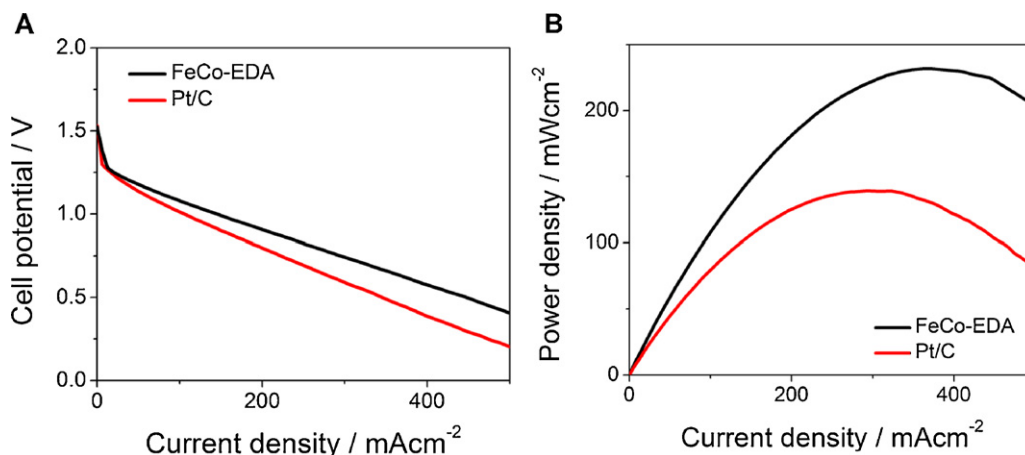 A
2.0
1.5
1.0
0.5
0.0
Cell potential / V
FeCo-EDA
Pt/C
0
200
400
Current density / mAcm⁻²
B
200
100
0
Power density / mWcm⁻²
FeCo-EDA
Pt/C
0
200
400
Current density / mAcm⁻²